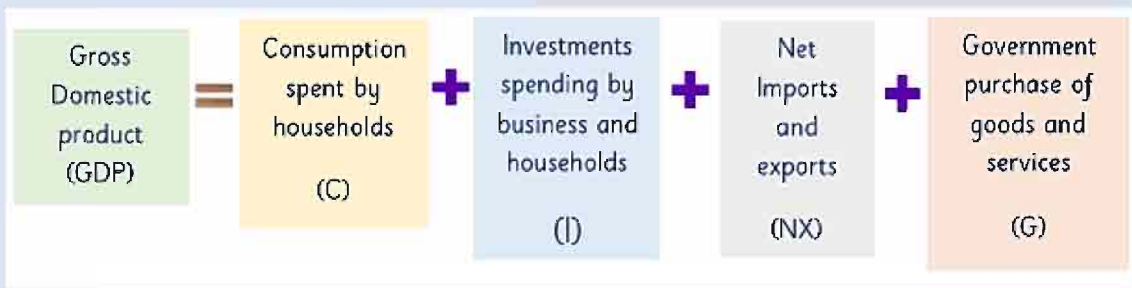 Gross
Domestic
product
(GDP)
=
Consumption
spent by
households
(C)
+
Investments
spending by
business and
households
(I)
+
Net
Imports
and
exports
(NX)
+
Government
purchase of
goods and
services
(G)